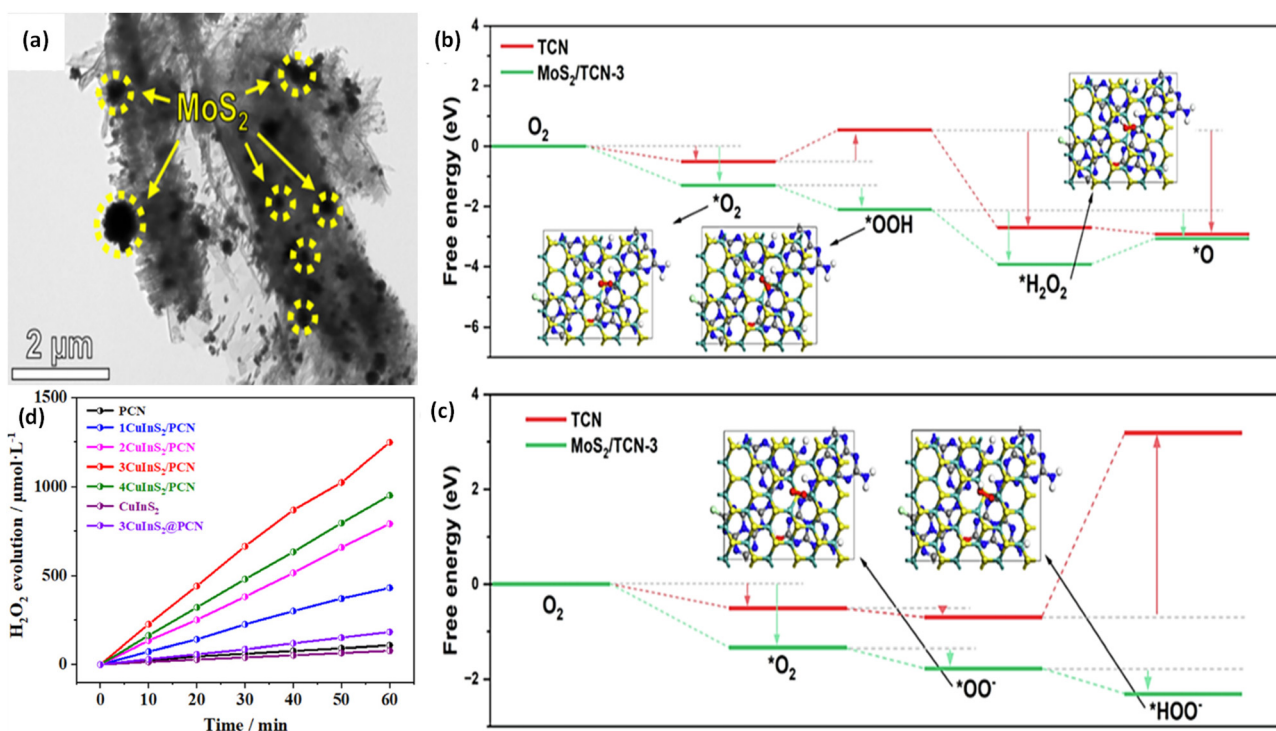 (a)
MoS₂
2 μm
(b)
4
2
0
−2
−4
−6
Free energy (eV)
TCN
MoS₂/TCN-3
O₂
*O₂
*OOH
*H₂O₂
*O
(d)
1500
1000
500
0
H₂O₂ evolution / μmol·L⁻¹
PCN
1CuInS₂/PCN
2CuInS₂/PCN
3CuInS₂/PCN
4CuInS₂/PCN
CuInS₂
3CuInS₂@PCN
0 10 20 30 40 50 60
Time / min
(c)
4
2
0
−2
Free energy (eV)
TCN
MoS₂/TCN-3
O₂
*O₂
*OO⁻
*HOO⁻